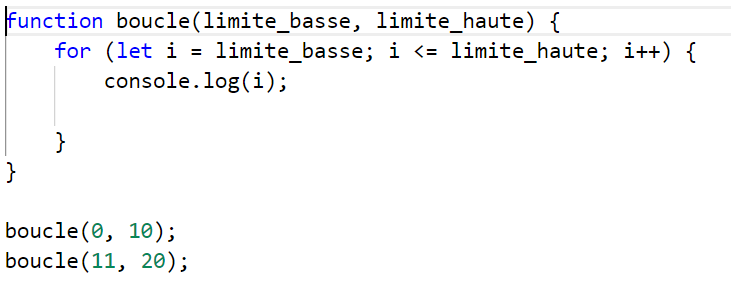 function boucle(limite_basse, limite_haute) {
    for (let i = limite_basse; i <= limite_haute; i++) {
        console.log(i);
    }
}
boucle(0, 10);
boucle(11, 20);